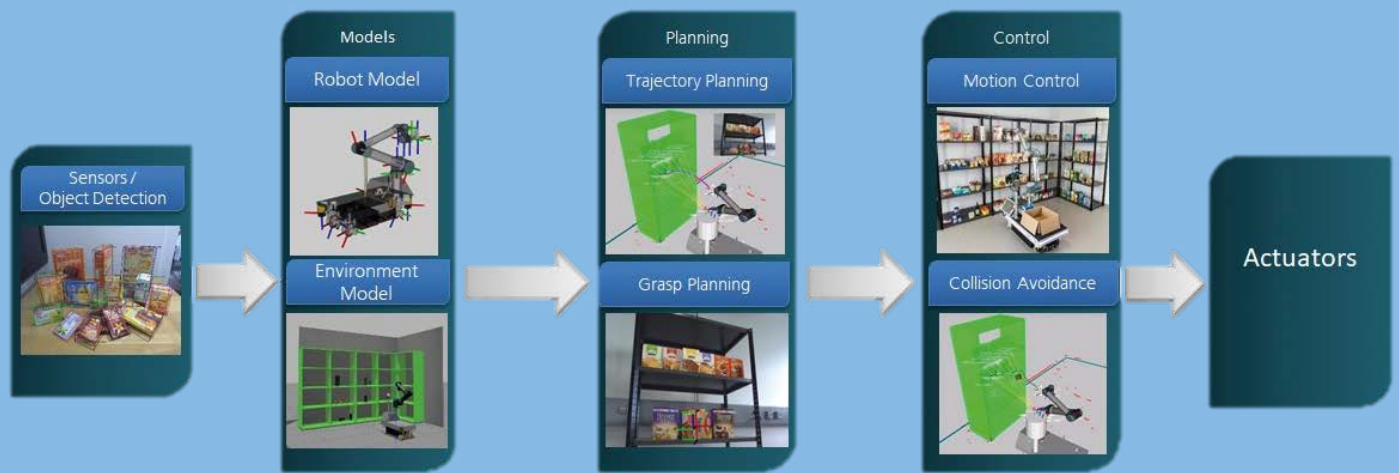 Sensors /
Object Detection
Models
Robot Model
Environment
Model
Planning
Trajectory Planning
Grasp Planning
Control
Motion Control
Collision Avoidance
Actuators